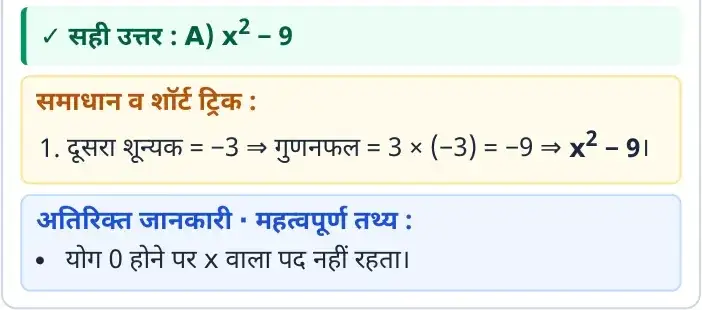 ✓ सही उत्तर : A) x² – 9
समाधान व शॉर्ट ट्रिक :
1. दूसरा शून्यक = −3 ⇒ गुणनफल = 3 × (−3) = −9 ⇒ x² – 9।
अतिरिक्त जानकारी · महत्वपूर्ण तथ्य :
• योग 0 होने पर x वाला पद नहीं रहता।